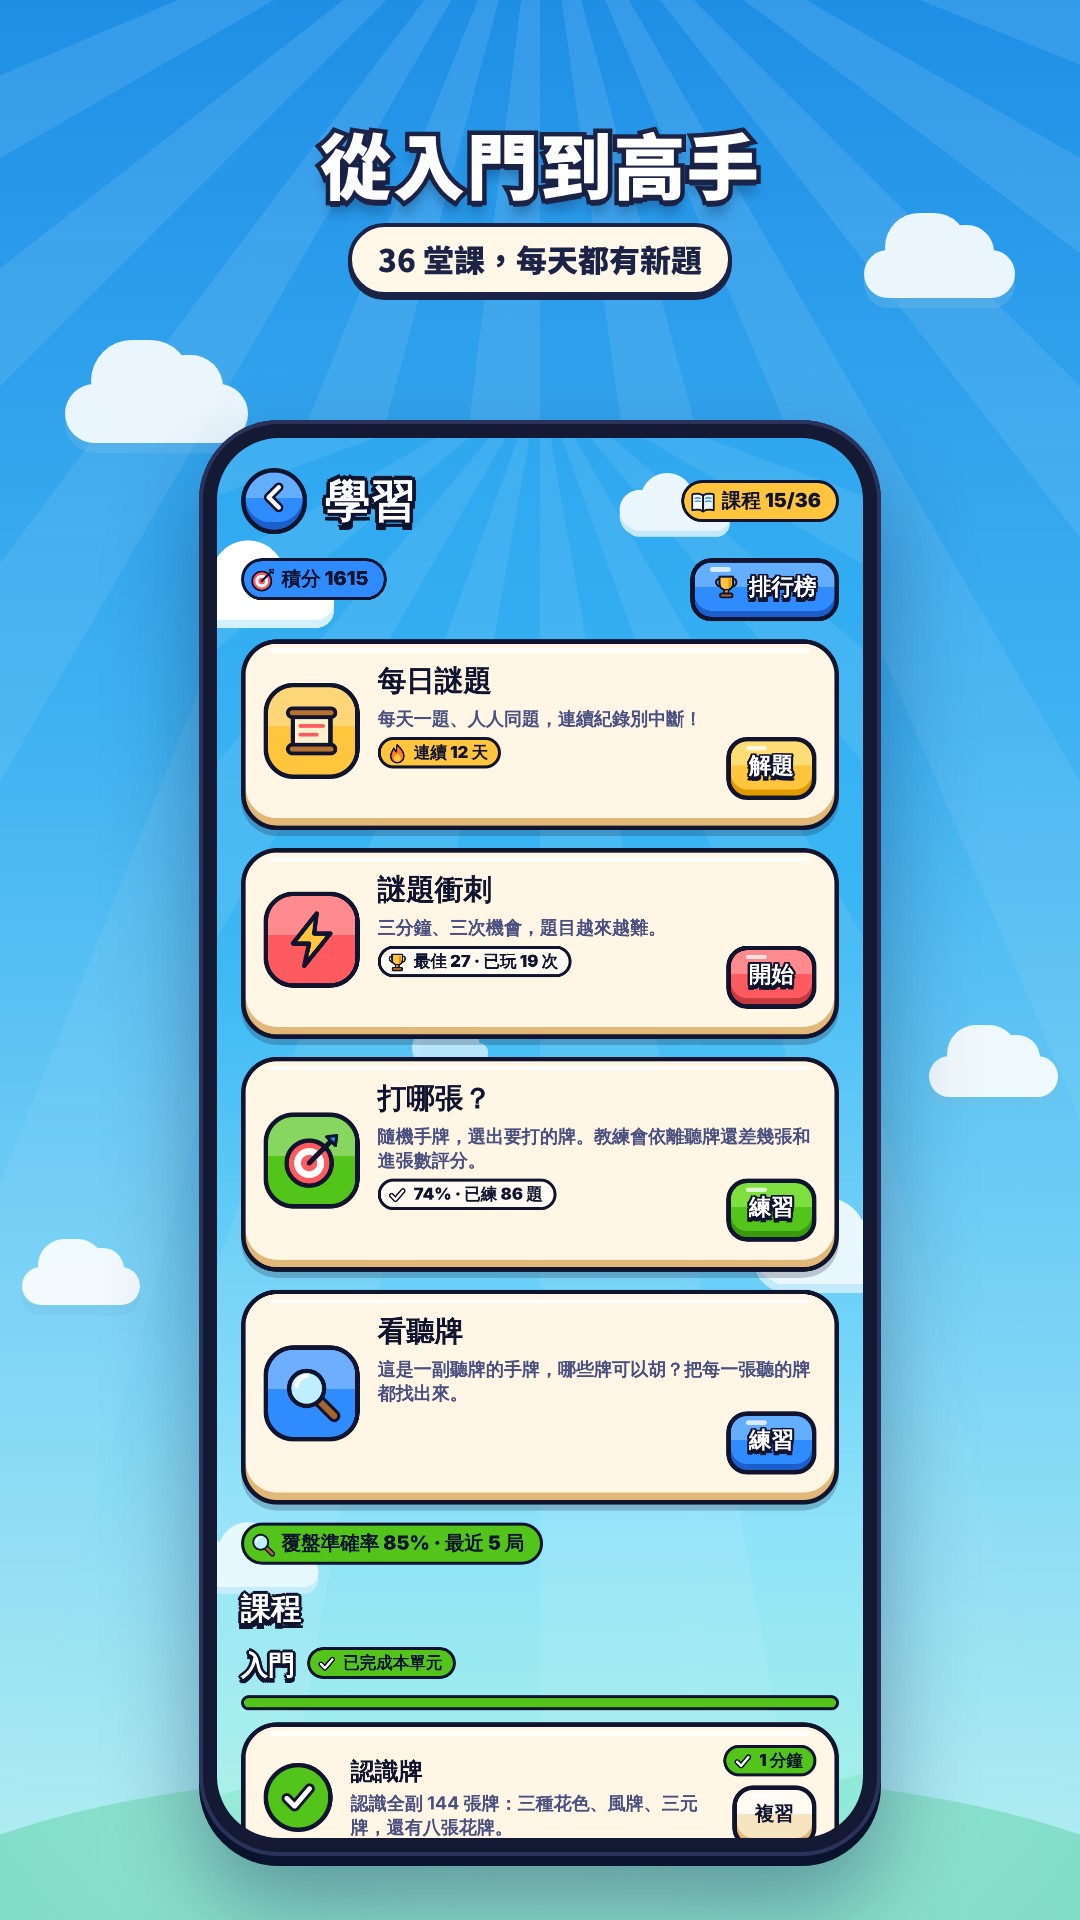 從入門到高手
36 堂課，每天都有新題
學習
課程 15/36
積分 1615
排行榜
每日謎題
每天一題、人人同題，連續紀錄別中斷！
連續 12 天
解題
謎題衝刺
三分鐘、三次機會，題目越來越難。
最佳 27 · 已玩 19 次
開始
打哪張？
隨機手牌，選出要打的牌。教練會依離聽牌還差幾張和
進張數評分。
74% · 已練 86 題
練習
看聽牌
這是一副聽牌的手牌，哪些牌可以胡？把每一張聽的牌
都找出來。
練習
覆盤準確率 85% · 最近 5 局
課程
入門
已完成本單元
1 分鐘
認識牌
認識全副 144 張牌：三種花色、風牌、三元
牌，還有八張花牌。
複習